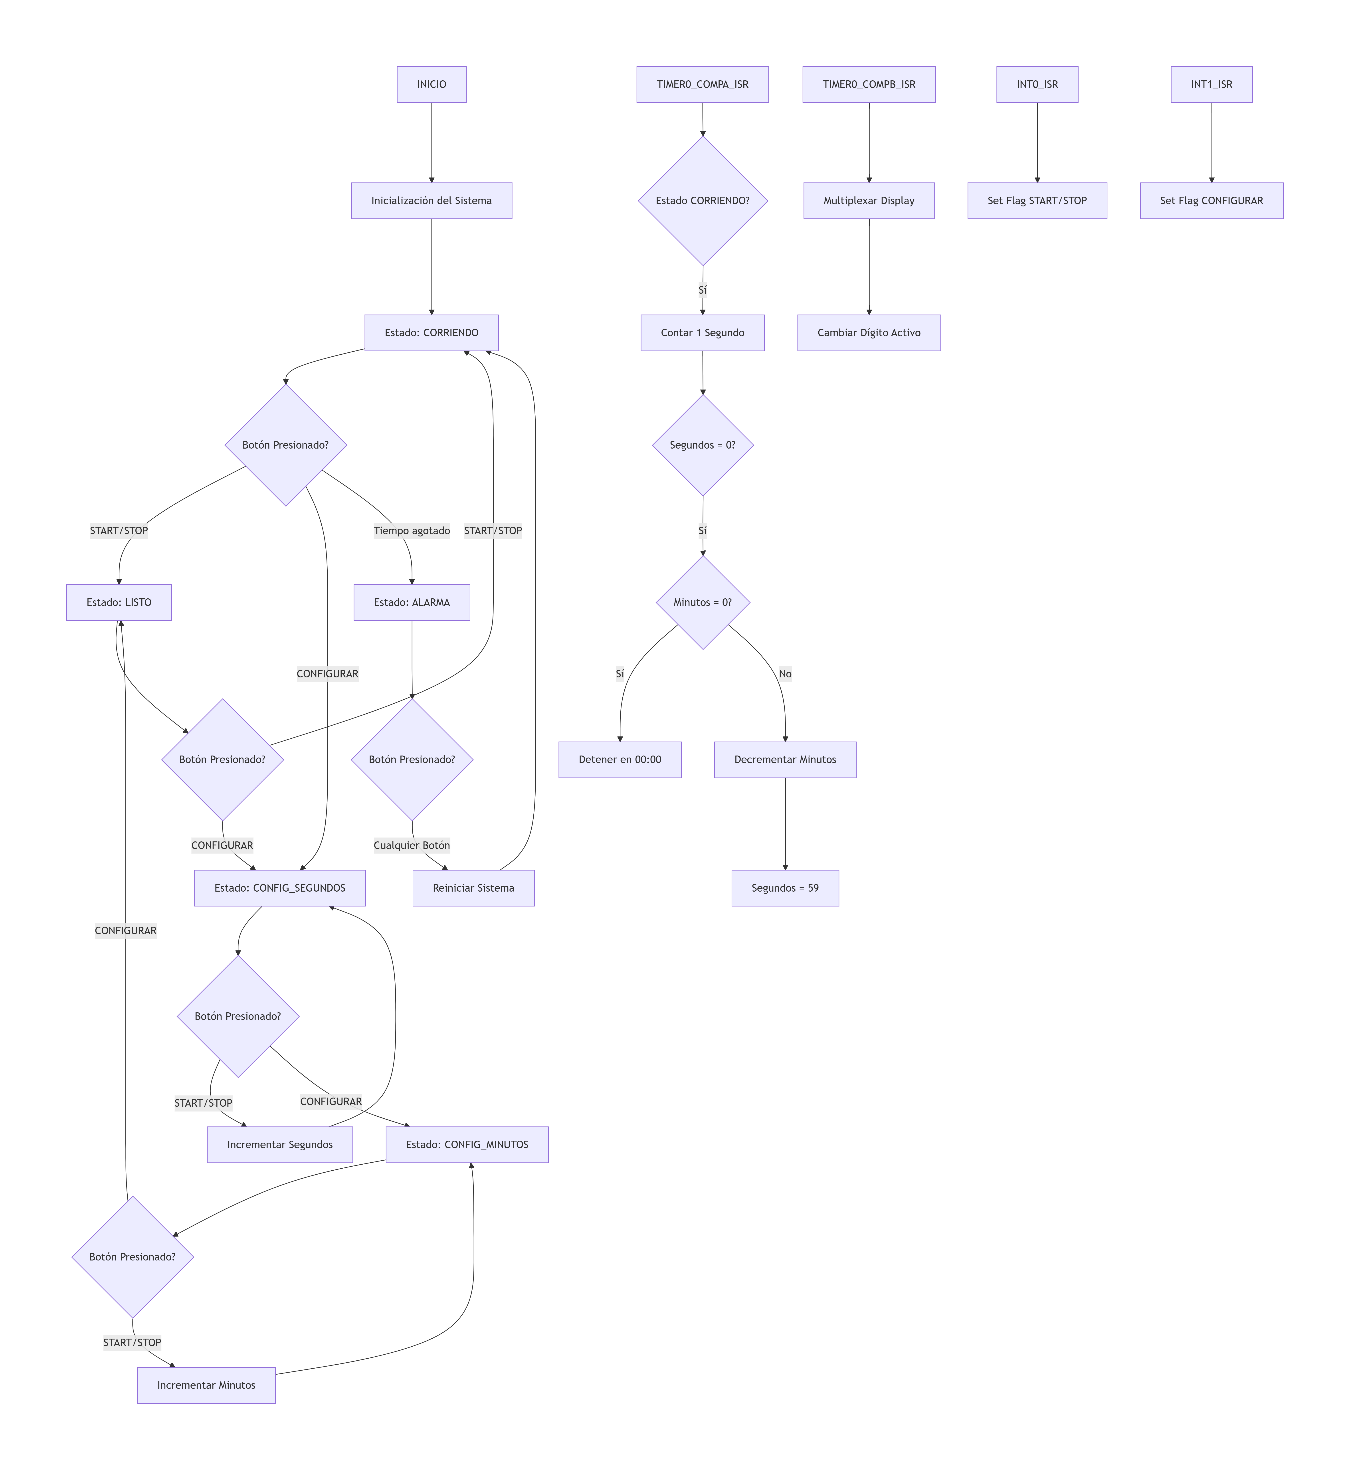 INICIO
TIMER0_COMPA_ISR
TIMER0_COMPB_ISR
INT0_ISR
INT1_ISR
Inicialización del Sistema
Estado CORRIENDO?
Multiplexar Display
Set Flag START/STOP
Set Flag CONFIGURAR
Sí
Estado: CORRIENDO
Contar 1 Segundo
Cambiar Dígito Activo
Botón Presionado?
Segundos = 0?
START/STOP
Tiempo agotado
START/STOP
Sí
Estado: LISTO
Estado: ALARMA
Minutos = 0?
CONFIGURAR
Sí
No
Botón Presionado?
Botón Presionado?
Detener en 00:00
Decrementar Minutos
CONFIGURAR
Cualquier Botón
Estado: CONFIG_SEGUNDOS
Reiniciar Sistema
Segundos = 59
CONFIGURAR
Botón Presionado?
START/STOP
CONFIGURAR
Incrementar Segundos
Estado: CONFIG_MINUTOS
Botón Presionado?
START/STOP
Incrementar Minutos